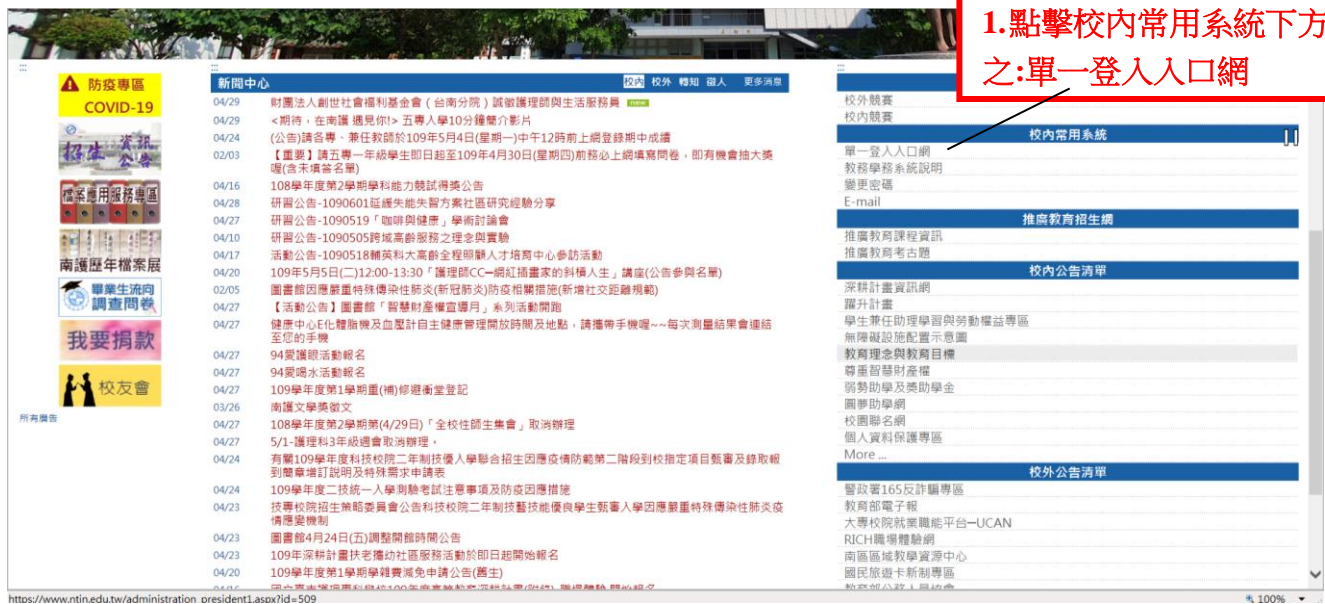 1.點擊校內常用系統下方
之:單一登入入口網
防疫專區
COVID-19
招生 資訊
公告
檔案應用服務專區
南護歷年檔案展
畢業生流向
調查問卷
我要捐款
校友會
所有廣告
新聞中心 校內 校外 轉知 徵人 更多消息
04/29 財團法人創世社會福利基金會(台南分院)誠徵護理師與生活服務員 new
04/29 <期待，在南護 遇見你!> 五專入學10分鐘簡介影片
04/24 (公告)請各專、兼任教師於109年5月4日(星期一)中午12時前上網登錄期中成績
02/03 【重要】請五專一年級學生即日起至109年4月30日(星期四)前務必上網填寫問卷，即有機會抽大獎
喔(含未填答名單)
04/16 108學年度第2學期學科能力競試得獎公告
04/28 研習公告-1090601延緩失能失智方案社區研究經驗分享
04/27 研習公告-1090519「咖啡與健康」學術討論會
04/10 研習公告-1090505跨域高齡服務之理念與實驗
04/17 活動公告-1090518輔英科大高齡全程照顧人才培育中心參訪活動
04/20 109年5月5日(二)12:00-13:30「護理師CC─網紅插畫家的斜槓人生」講座(公告參與名單)
02/05 圖書館因應嚴重特殊傳染性肺炎(新冠肺炎)防疫相關措施(新增社交距離規範)
04/27 【活動公告】圖書館「智慧財產權宣導月」系列活動開跑
04/27 健康中心E化體脂機及血壓計自主健康管理開放時間及地點，請攜帶手機喔~~每次測量結果會連結
至您的手機
04/27 94愛護眼活動報名
04/27 94愛喝水活動報名
04/27 109學年度第1學期重(補)修避衝堂登記
03/26 南護文學獎徵文
04/27 108學年度第2學期第(4/29日)「全校性師生集會」取消辦理
04/27 5/1-護理科3年級週會取消辦理，
04/24 有關109學年度科技校院二年制技優入學聯合招生因應疫情防範第二階段到校指定項目甄審及錄取報
到簡章增訂說明及特殊需求申請表
04/24 109學年度二技統一入學測驗考試注意事項及防疫因應措施
04/23 技專校院招生策略委員會公告科技校院二年制技藝技能優良學生甄審入學因應嚴重特殊傳染性肺炎疫
情應變機制
04/23 圖書館4月24日(五)調整開館時間公告
04/23 109年深耕計畫扶老攜幼社區服務活動於即日起開始報名
04/20 109學年度第1學期學雜費減免申請公告(舊生)
校外競賽
校內競賽
校內常用系統
單一登入入口網
教務學務系統說明
變更密碼
E-mail
推廣教育招生網
推廣教育課程資訊
推廣教育考古題
校內公告清單
深耕計畫資訊網
躍升計畫
學生兼任助理學習與勞動權益專區
無障礙設施配置示意圖
教育理念與教育目標
尊重智慧財產權
弱勢助學及獎助學金
圓夢助學網
校園聯名網
個人資料保護專區
More ...
校外公告清單
警政署165反詐騙專區
教育部電子報
大專校院就業職能平台─UCAN
RICH職場體驗網
南區區域教學資源中心
國民旅遊卡新制專區
https://www.ntin.edu.tw/administration_president1.aspx?id=509
100%